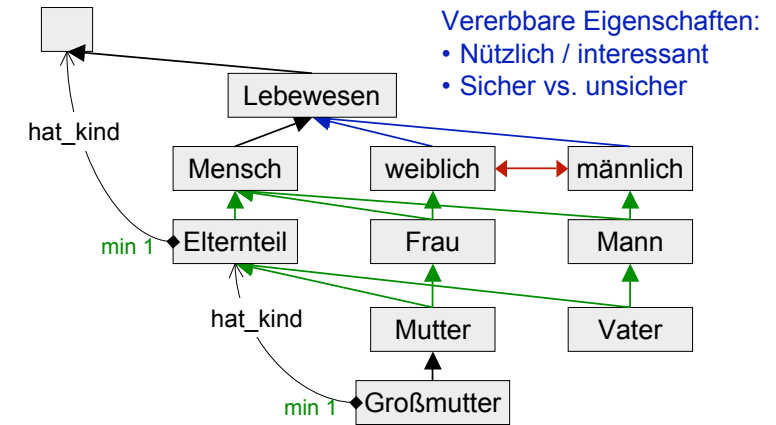 Vererbbare Eigenschaften:
• Nützlich / interessant
• Sicher vs. unsicher
Lebewesen
hat_kind
Mensch
weiblich
männlich
min 1
Elternteil
Frau
Mann
hat_kind
Mutter
Vater
min 1
Großmutter